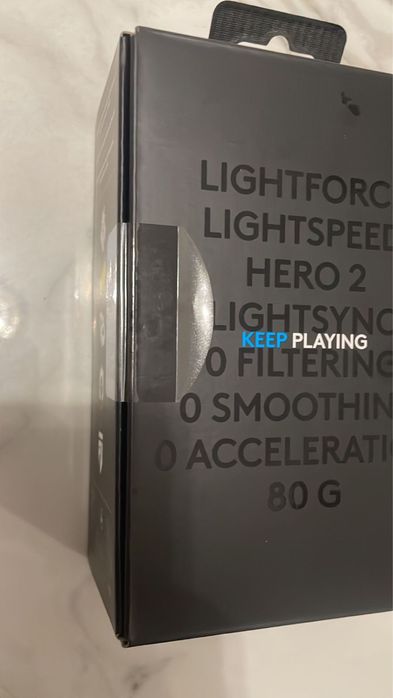 LIGHTFORC
LIGHTSPEED
HERO 2
LIGHTSYNC
KEEP PLAYING
0 FILTERING
0 SMOOTHIN
0 ACCELERATI
80 G